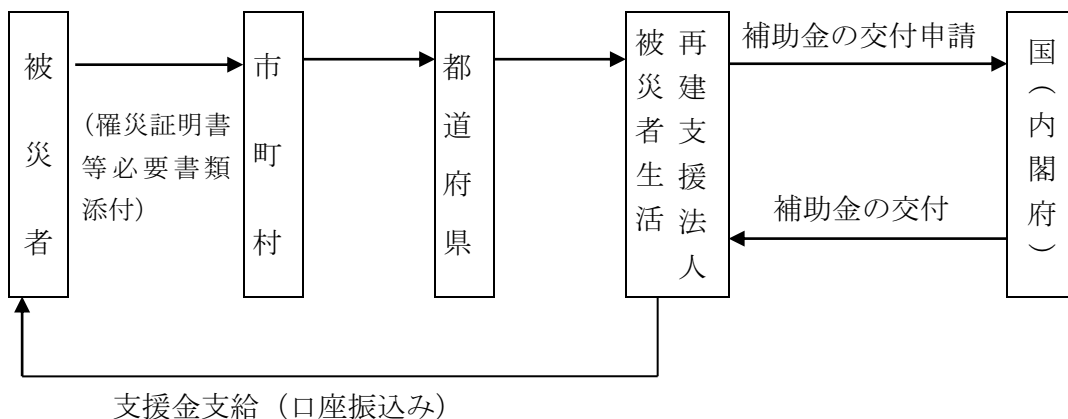 被災者
(罹災証明書
等必要書類
添付)
市町村
都道府県
被災者生活
再建支援法人
補助金の交付申請
補助金の交付
国(内閣府)
支援金支給(口座振込み)